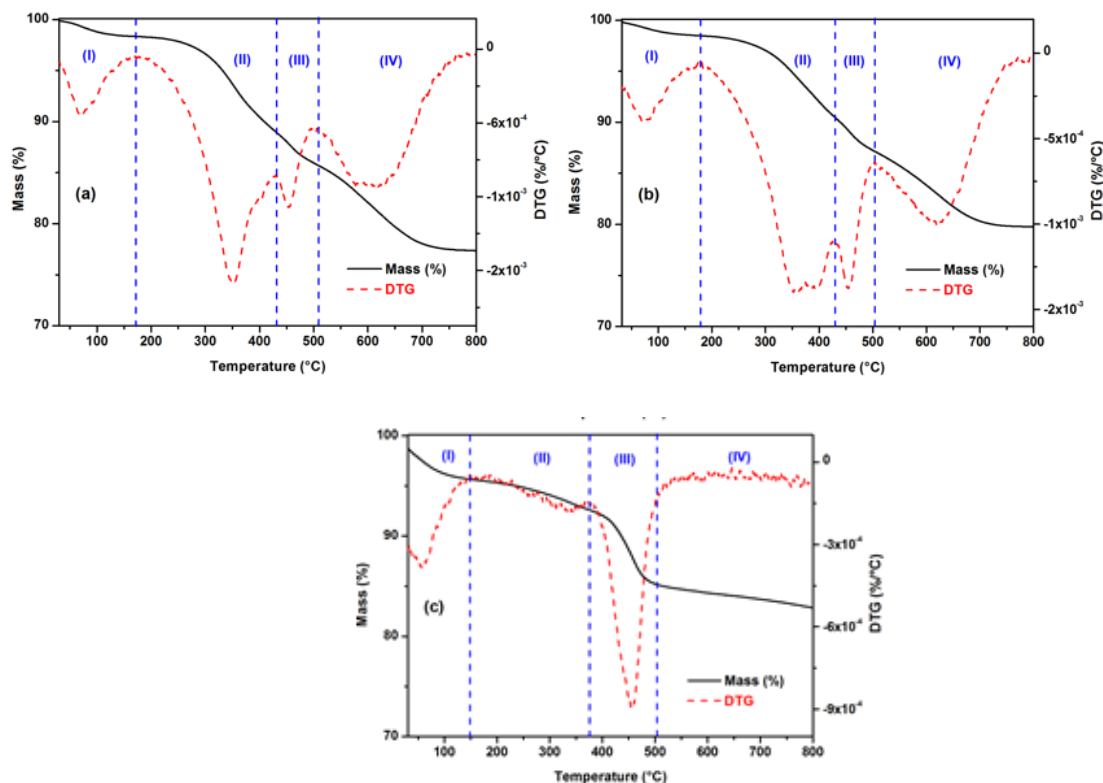 100
90
80
70
Mass (%)
(I)
(II)
(III)
(IV)
(a)
Mass (%)
DTG
0
-6x10⁻⁴
-1x10⁻³
-2x10⁻³
DTG (%/°C)
100 200 300 400 500 600 700 800
Temperature (°C)
100
90
80
70
Mass (%)
(I)
(II)
(III)
(IV)
(b)
Mass (%)
DTG
0
-5x10⁻⁴
-1x10⁻³
-2x10⁻³
DTG (%/°C)
100 200 300 400 500 600 700 800
Temperature (°C)
100
90
80
70
Mass (%)
(I)
(II)
(III)
(IV)
(c)
Mass (%)
DTG
0
-3x10⁻⁴
-6x10⁻⁴
-9x10⁻⁴
DTG (%/°C)
100 200 300 400 500 600 700 800
Temperature (°C)